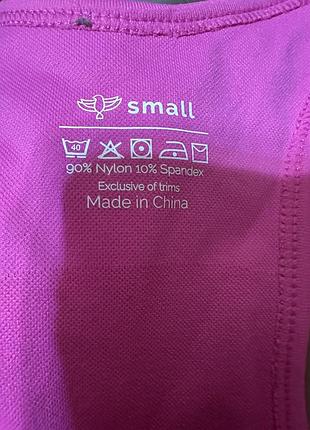 small
40
90% Nylon 10% Spandex
Exclusive of trims
Made in China